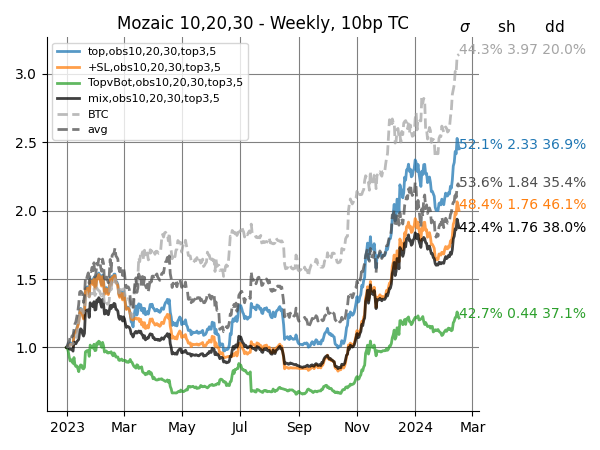 Mozaic 10,20,30 - Weekly, 10bp TC
σ sh dd
top,obs10,20,30,top3,5
+SL,obs10,20,30,top3,5
TopvBot,obs10,20,30,top3,5
mix,obs10,20,30,top3,5
BTC
avg
44.3% 3.97 20.0%
52.1% 2.33 36.9%
53.6% 1.84 35.4%
48.4% 1.76 46.1%
42.4% 1.76 38.0%
42.7% 0.44 37.1%
3.0
2.5
2.0
1.5
1.0
2023 Mar May Jul Sep Nov 2024 Mar